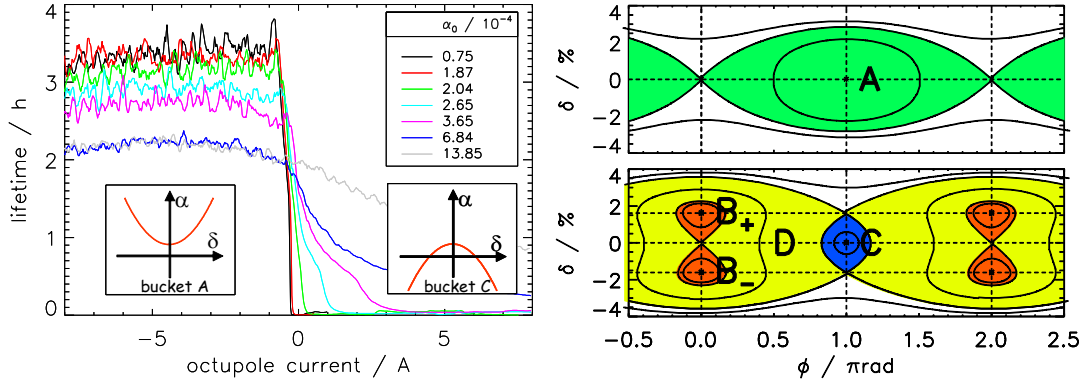 lifetime / h
4
3
2
1
0
−5
0
5
octupole current / A
α₀ / 10⁻⁴
0.75
1.87
2.04
2.65
3.65
6.84
13.85
α
δ
bucket A
α
δ
bucket C
δ / %
4
2
0
−2
−4
A
δ / %
4
2
0
−2
−4
B₊
D
C
B₋
−0.5
0.0
0.5
1.0
1.5
2.0
2.5
ϕ / πrad